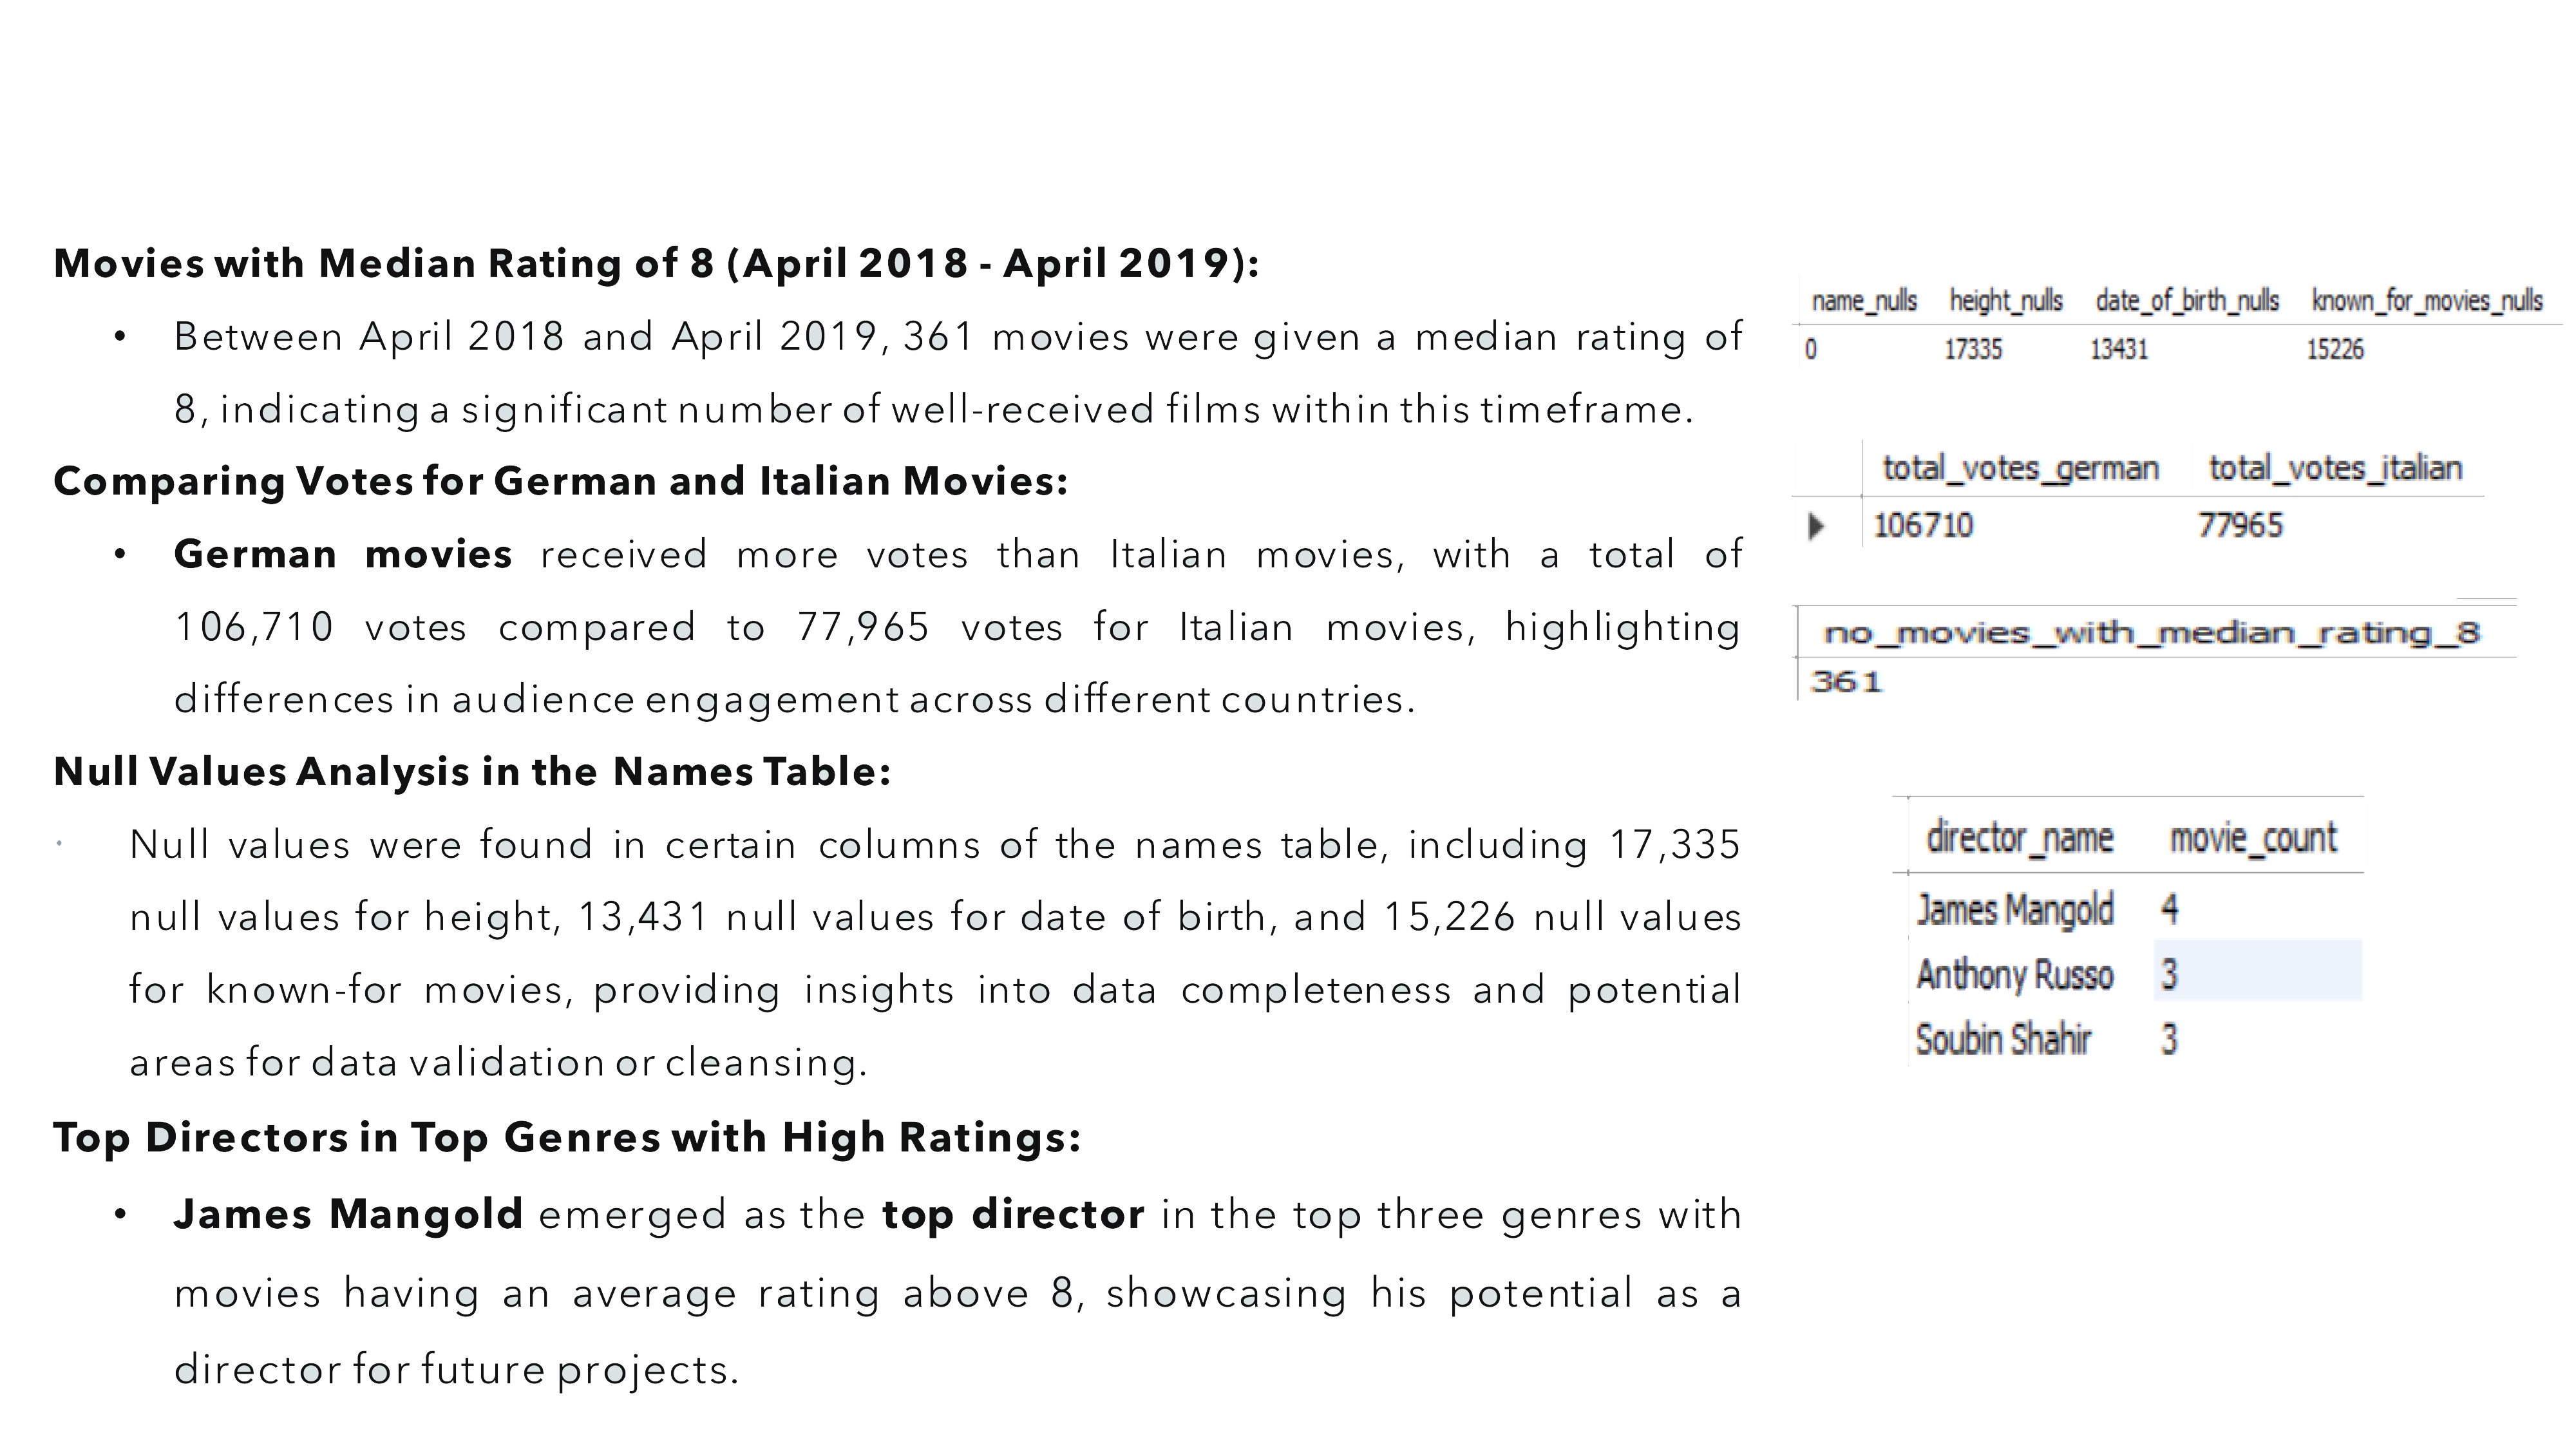 Movies with Median Rating of 8 (April 2018 - April 2019):
• Between April 2018 and April 2019, 361 movies were given a median rating of
8, indicating a significant number of well-received films within this timeframe.
Comparing Votes for German and Italian Movies:
• German movies received more votes than Italian movies, with a total of
106,710 votes compared to 77,965 votes for Italian movies, highlighting
differences in audience engagement across different countries.
Null Values Analysis in the Names Table:
• Null values were found in certain columns of the names table, including 17,335
null values for height, 13,431 null values for date of birth, and 15,226 null values
for known-for movies, providing insights into data completeness and potential
areas for data validation or cleansing.
Top Directors in Top Genres with High Ratings:
• James Mangold emerged as the top director in the top three genres with
movies having an average rating above 8, showcasing his potential as a
director for future projects.
name_nulls height_nulls date_of_birth_nulls known_for_movies_nulls
0 17335 13431 15226
total_votes_german total_votes_italian
106710 77965
no_movies_with_median_rating_8
361
director_name movie_count
James Mangold 4
Anthony Russo 3
Soubin Shahir 3